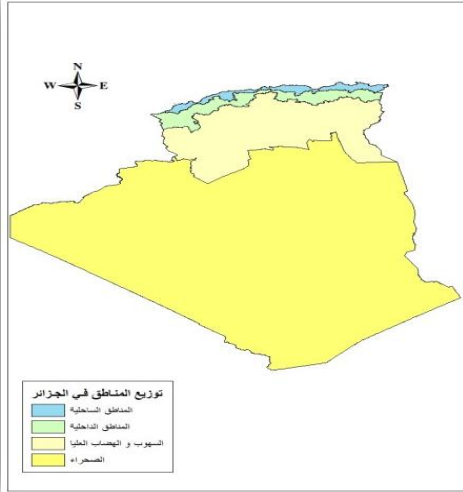 N
W E
S
توزيع المناطق في الجزائر
المناطق الساحلية
المناطق الداخلية
السهوب و الهضاب العليا
الصحراء